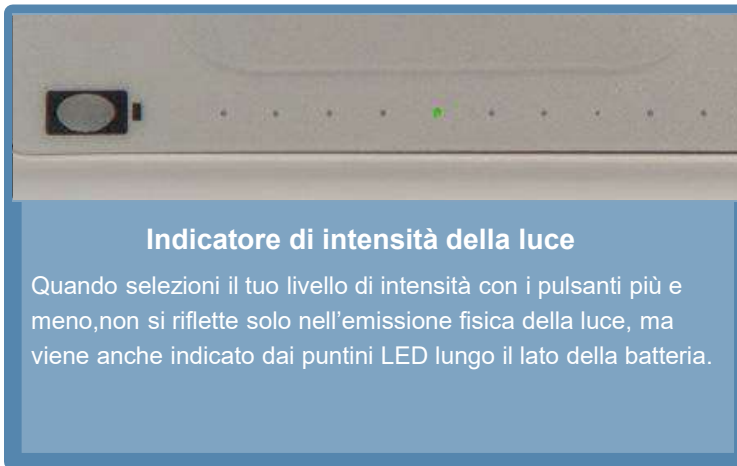 Indicatore di intensità della luce
Quando selezioni il tuo livello di intensità con i pulsanti più e
meno,non si riflette solo nell’emissione fisica della luce, ma
viene anche indicato dai puntini LED lungo il lato della batteria.